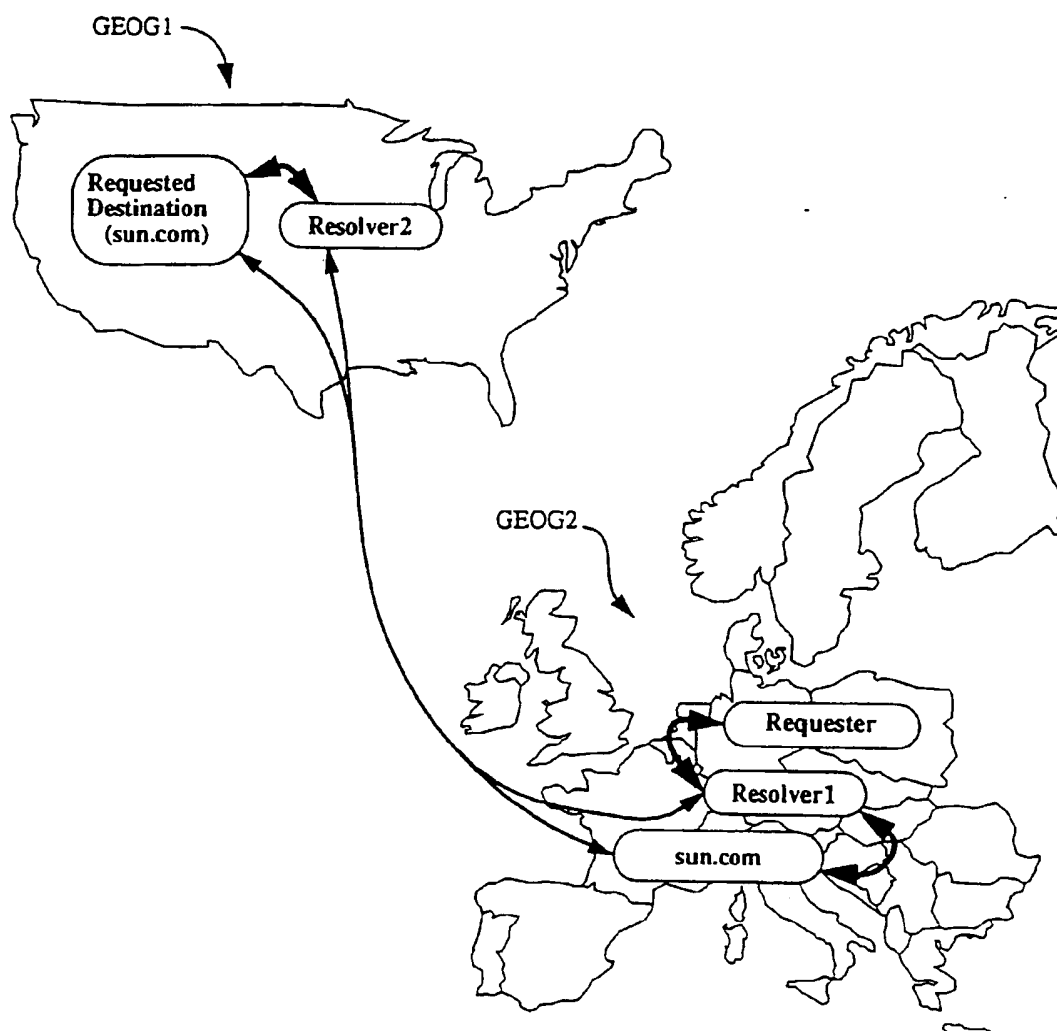 GEOG1
Requested
Destination
(sun.com)
Resolver2
GEOG2
Requester
Resolver1
sun.com